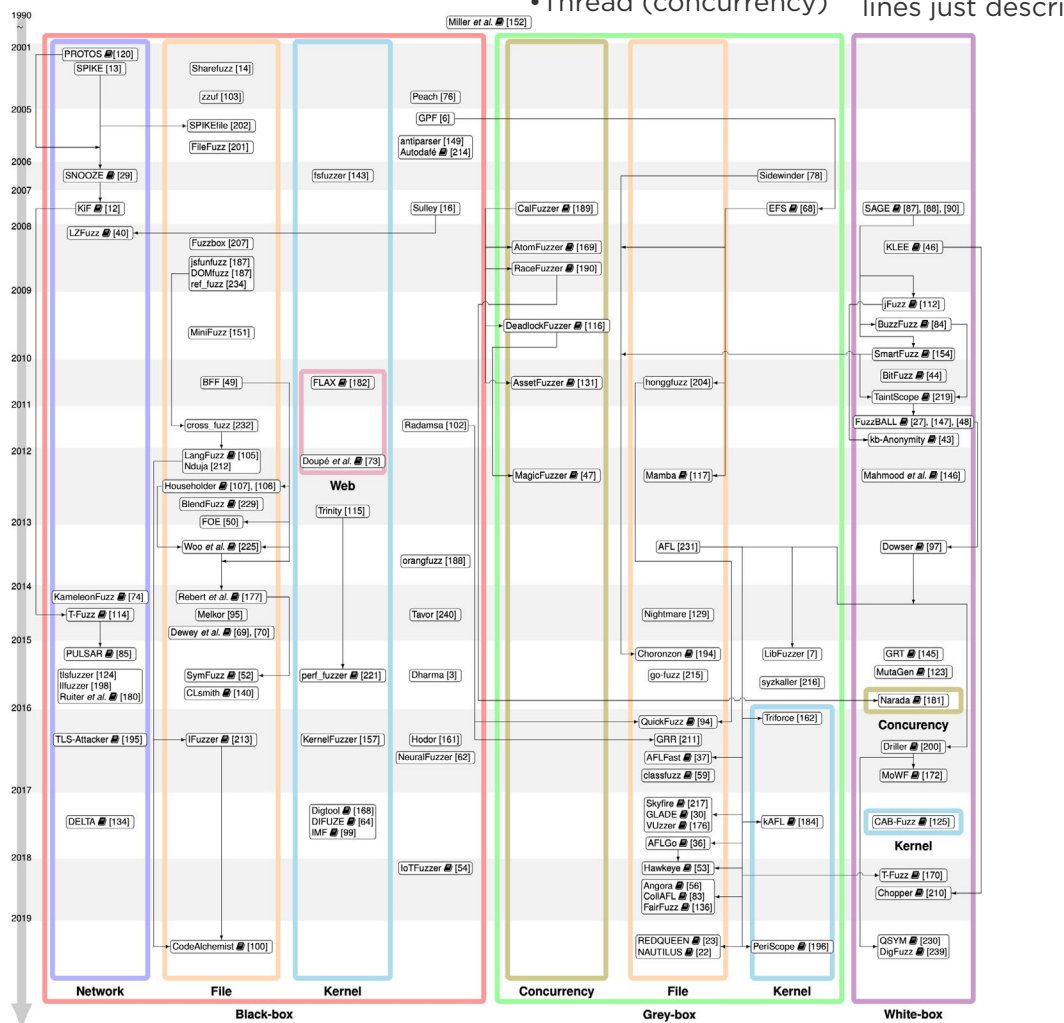 •Thread (concurrency)
lines just descri
1990
~
2001
2005
2006
2007
2008
2009
2010
2011
2012
2013
2014
2015
2016
2017
2018
2019
Miller et al. [152]
PROTOS [120]
SPIKE [13]
SNOOZE [29]
KiF [12]
LZFuzz [40]
KameleonFuzz [74]
T-Fuzz [114]
PULSAR [85]
tlsfuzzer [124]
llfuzzer [198]
Ruiter et al. [180]
TLS-Attacker [195]
DELTA [134]
Network
Sharefuzz [14]
zzuf [103]
SPIKEfile [202]
FileFuzz [201]
Fuzzbox [207]
jsfunfuzz [187]
DOMfuzz [187]
ref_fuzz [234]
MiniFuzz [151]
BFF [49]
cross_fuzz [232]
LangFuzz [105]
Nduja [212]
Householder [107], [106]
BlendFuzz [229]
FOE [50]
Woo et al. [225]
Rebert et al. [177]
Melkor [95]
Dewey et al. [69], [70]
SymFuzz [52]
CLsmith [140]
IFuzzer [213]
CodeAlchemist [100]
File
fsfuzzer [143]
FLAX [182]
Doupé et al. [73]
Web
Trinity [115]
perf_fuzzer [221]
KernelFuzzer [157]
Digtool [168]
DIFUZE [64]
IMF [99]
Kernel
Peach [76]
GPF [6]
antiparser [149]
Autodafé [214]
Sulley [16]
Radamsa [102]
orangfuzz [188]
Tavor [240]
Dharma [3]
Hodor [161]
NeuralFuzzer [62]
IoTFuzzer [54]
Black-box
CalFuzzer [189]
AtomFuzzer [169]
RaceFuzzer [190]
DeadlockFuzzer [116]
AssetFuzzer [131]
MagicFuzzer [47]
Concurrency
honggfuzz [204]
Mamba [117]
AFL [231]
Nightmare [129]
Choronzon [194]
go-fuzz [215]
QuickFuzz [94]
GRR [211]
AFLFast [37]
classfuzz [59]
Skyfire [217]
GLADE [30]
VUzzer [176]
AFLGo [36]
Hawkeye [53]
Angora [56]
CollAFL [83]
FairFuzz [136]
REDQUEEN [23]
NAUTILUS [22]
File
Sidewinder [78]
EFS [68]
LibFuzzer [7]
syzkaller [216]
Triforce [162]
kAFL [184]
PeriScope [196]
Kernel
Grey-box
SAGE [87], [88], [90]
KLEE [46]
jFuzz [112]
BuzzFuzz [84]
SmartFuzz [154]
BitFuzz [44]
TaintScope [219]
FuzzBALL [27], [147], [48]
kb-Anonymity [43]
Mahmood et al. [146]
Dowser [97]
GRT [145]
MutaGen [123]
Narada [181]
Concurency
Driller [200]
MoWF [172]
CAB-Fuzz [125]
Kernel
T-Fuzz [170]
Chopper [210]
QSYM [230]
DigFuzz [239]
White-box